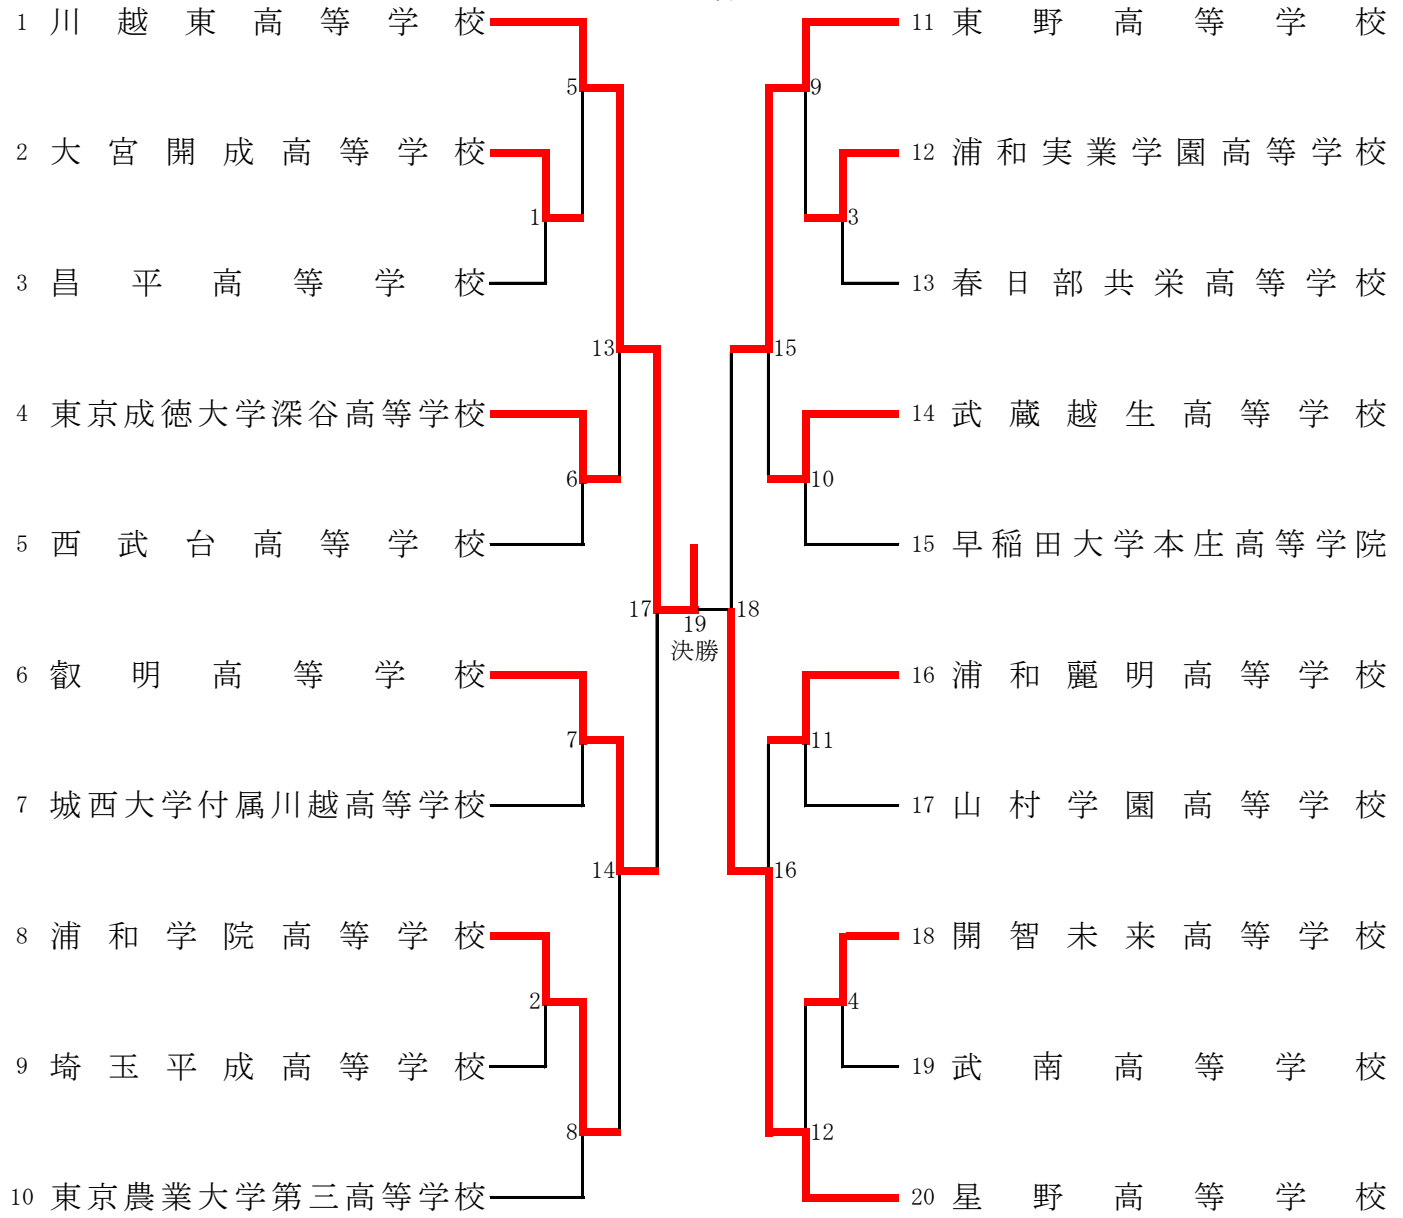 1 川越東高等学校
11 東野高等学校
5
9
2 大宮開成高等学校
12 浦和実業学園高等学校
1
3
3 昌平高等学校
13 春日部共栄高等学校
13
15
4 東京成徳大学深谷高等学校
14 武蔵越生高等学校
6
10
5 西武台高等学校
15 早稲田大学本庄高等学院
17
18
19
決勝
6 叡明高等学校
16 浦和麗明高等学校
7
11
7 城西大学付属川越高等学校
17 山村学園高等学校
14
16
8 浦和学院高等学校
18 開智未来高等学校
2
4
9 埼玉平成高等学校
19 武南高等学校
8
12
10 東京農業大学第三高等学校
20 星野高等学校